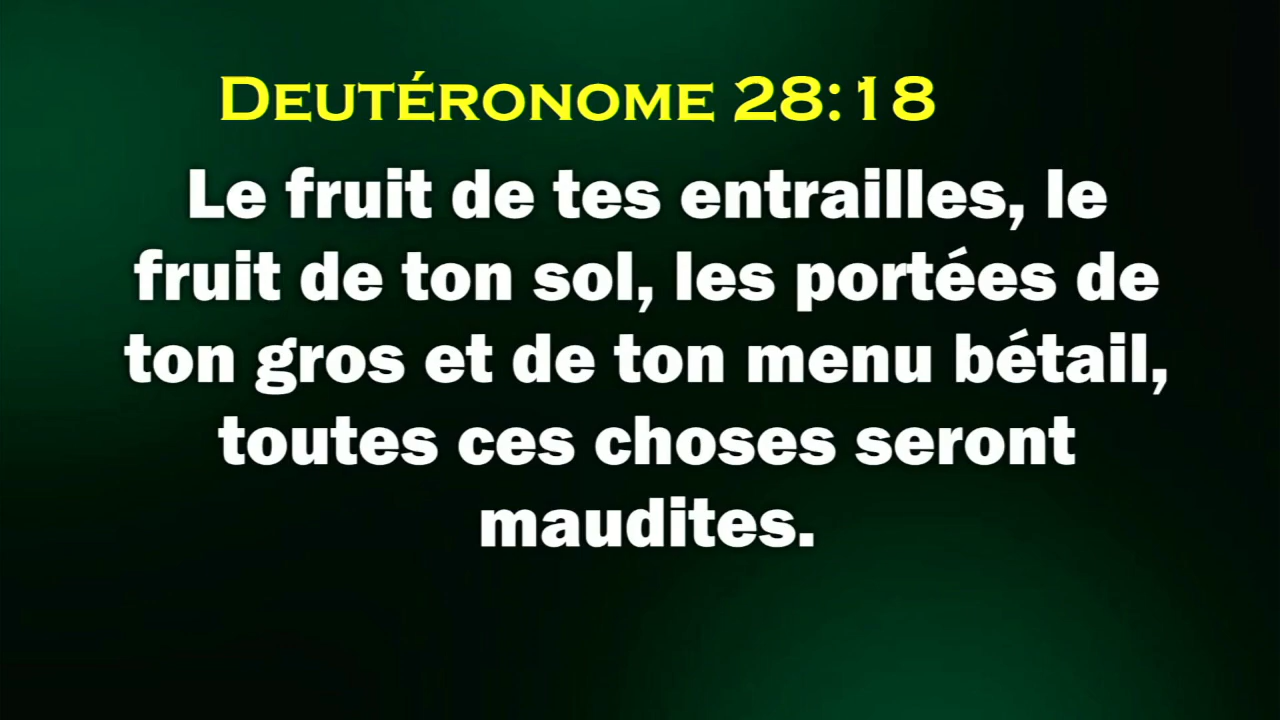 Deutéronome 28:18
Le fruit de tes entrailles, le
fruit de ton sol, les portées de
ton gros et de ton menu bétail,
toutes ces choses seront
maudites.